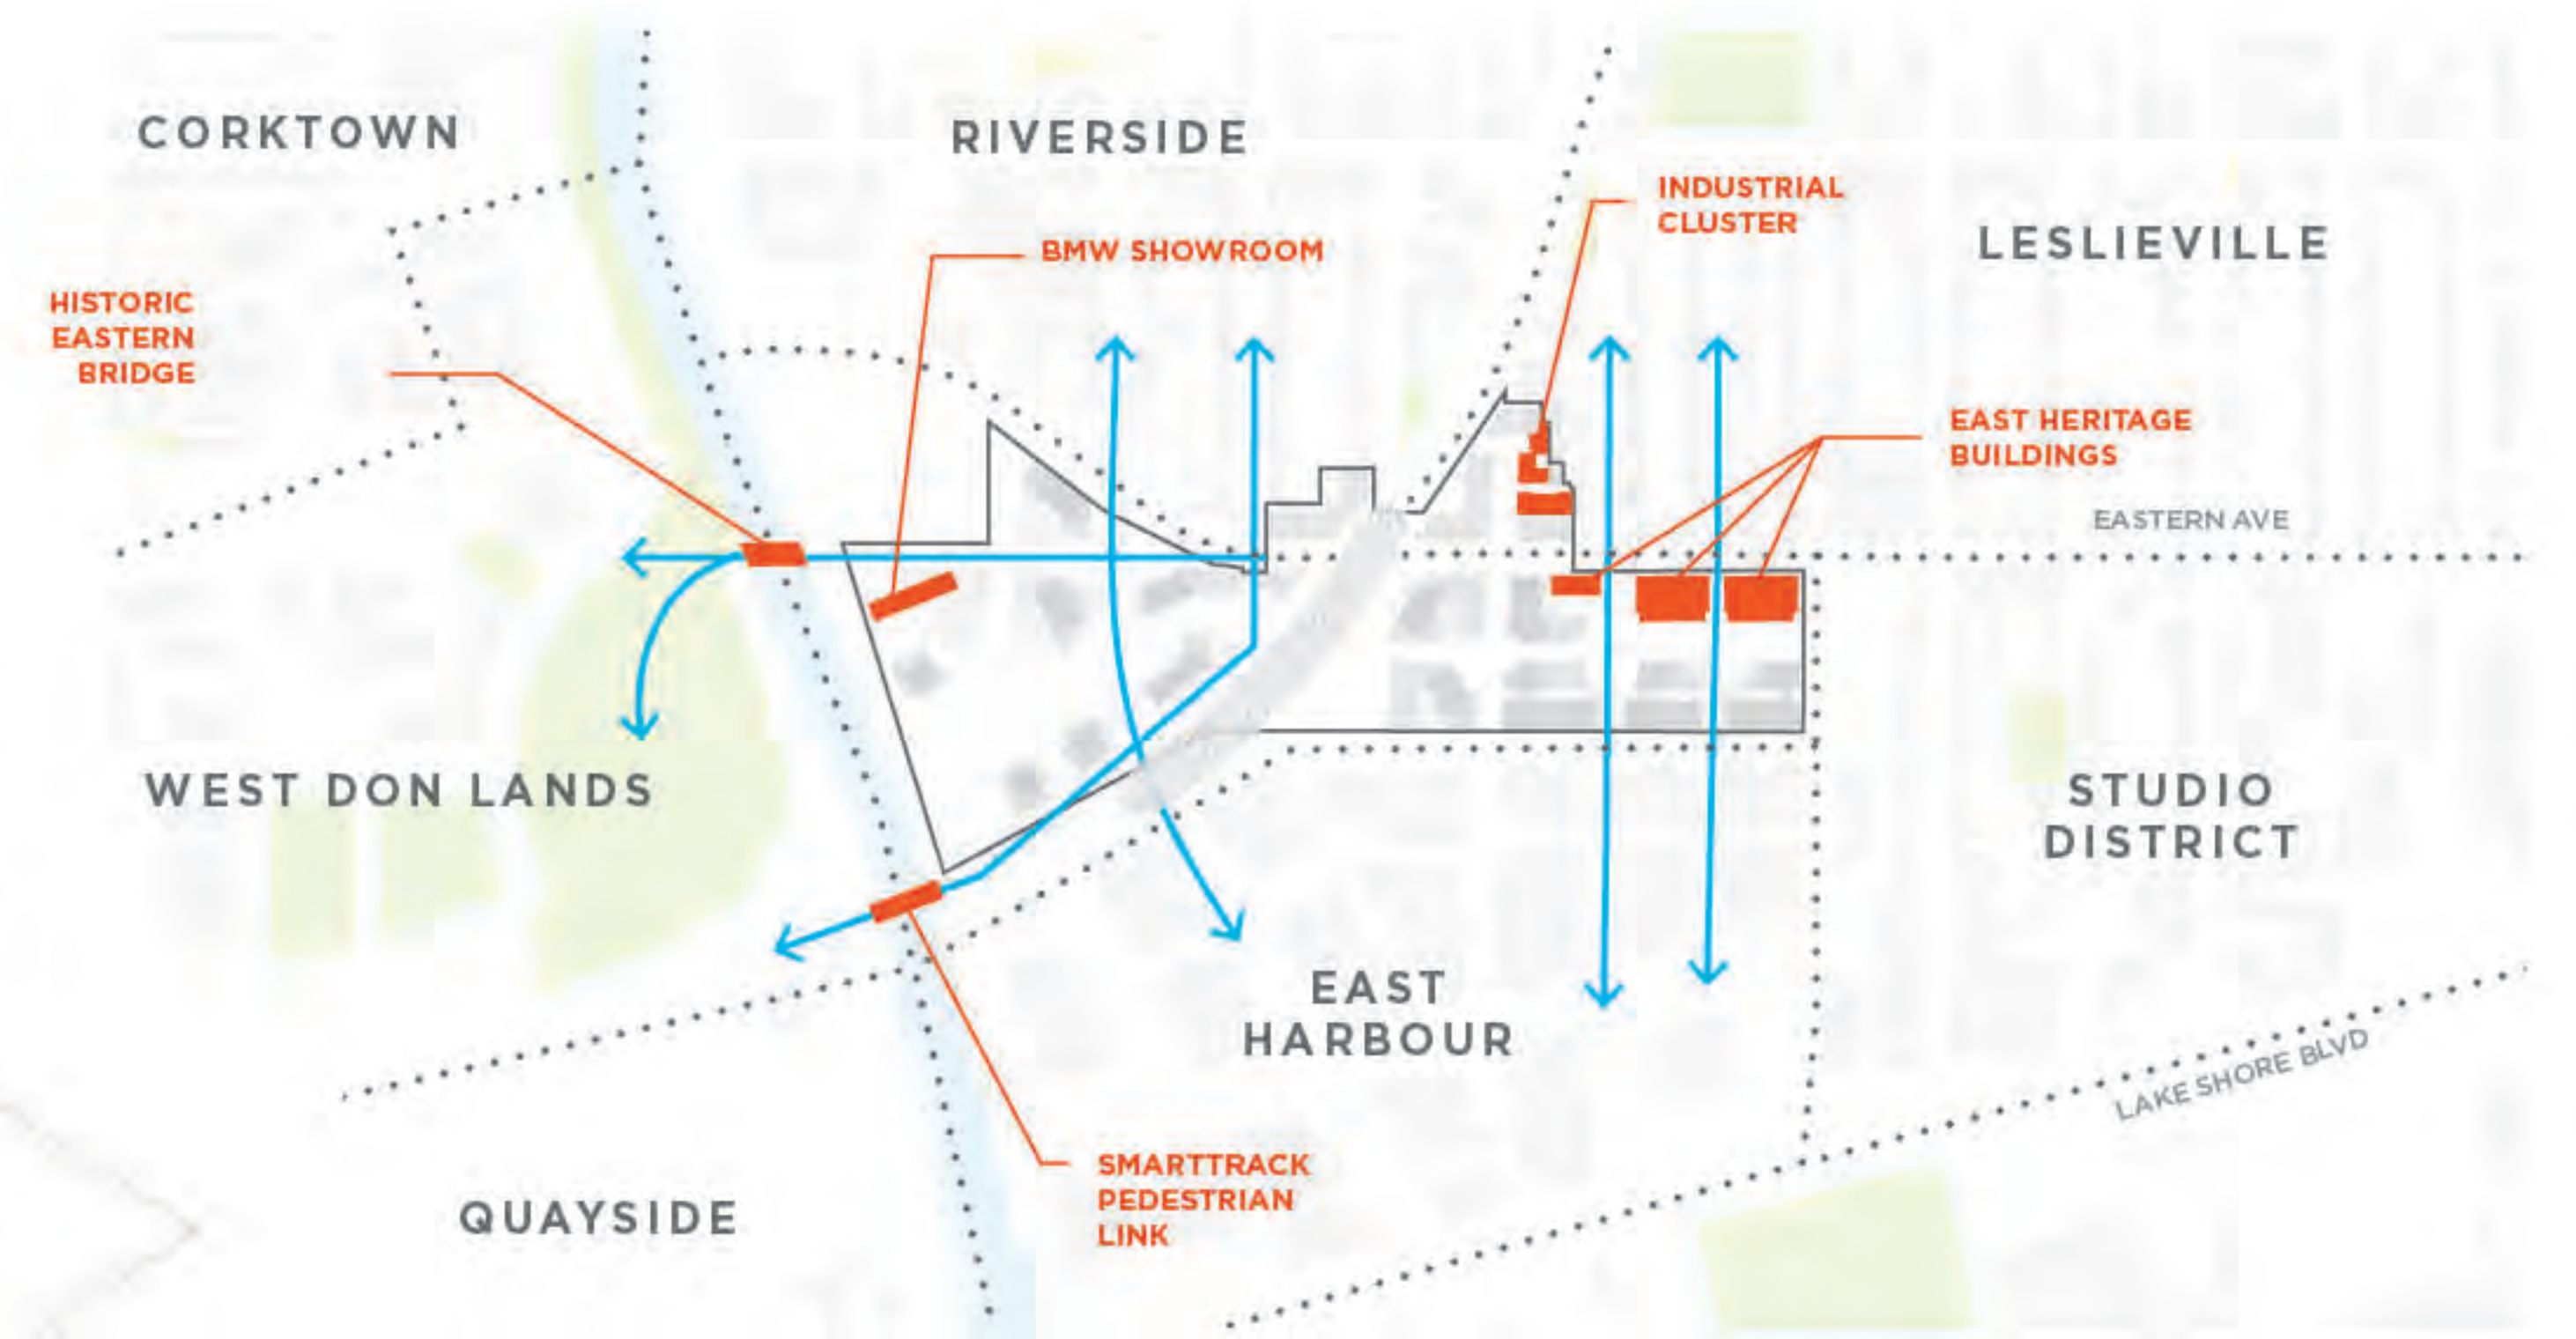 CORKTOWN
RIVERSIDE
INDUSTRIAL
CLUSTER
LESLIEVILLE
BMW SHOWROOM
HISTORIC
EASTERN
BRIDGE
EAST HERITAGE
BUILDINGS
EASTERN AVE
WEST DON LANDS
STUDIO
DISTRICT
EAST
HARBOUR
LAKE SHORE BLVD
SMARTTRACK
PEDESTRIAN
LINK
QUAYSIDE